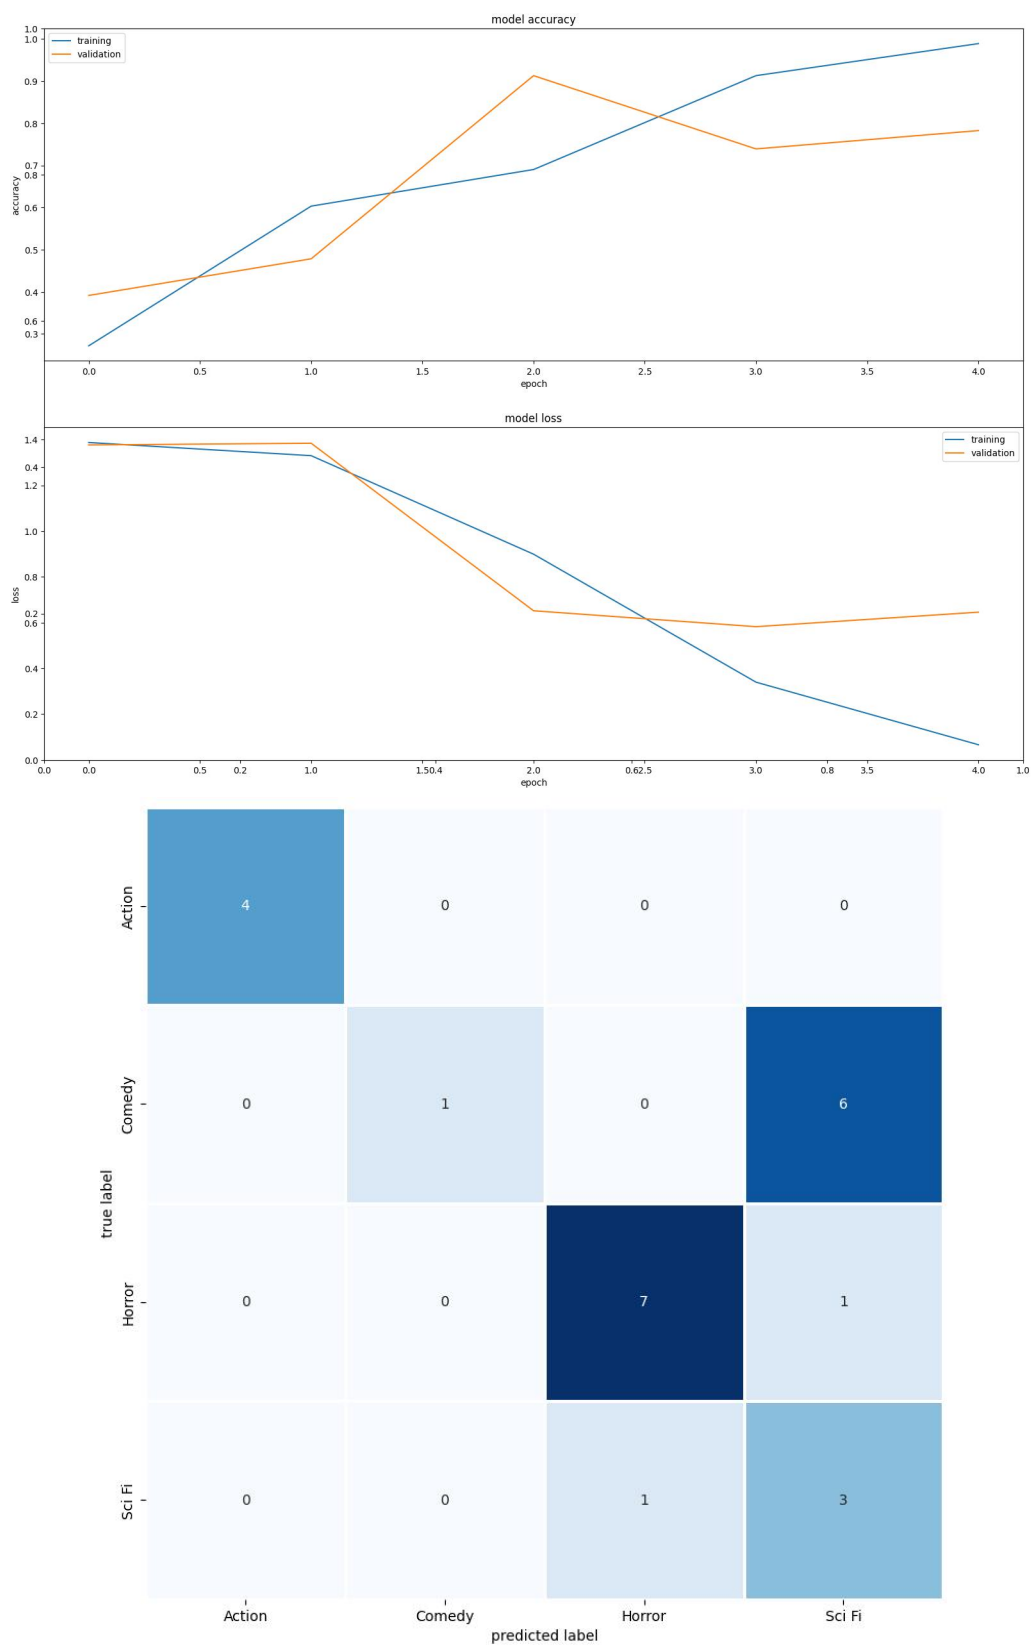 model accuracy
1.0
1.0
training
validation
0.9
0.8
0.7
0.8
accuracy
0.6
0.5
0.4
0.6
0.3
0.0 0.5 1.0 1.5 2.0 2.5 3.0 3.5 4.0
epoch
model loss
1.4
training
validation
0.4
1.2
1.0
0.8
loss
0.2
0.6
0.4
0.2
0.0
0.0 0.0 0.5 0.2 1.0 1.50.4 2.0 0.62.5 3.0 0.8 3.5 4.0 1.0
epoch
Action 4 0 0 0
Comedy 0 1 0 6
true label
Horror 0 0 7 1
Sci Fi 0 0 1 3
Action Comedy Horror Sci Fi
predicted label